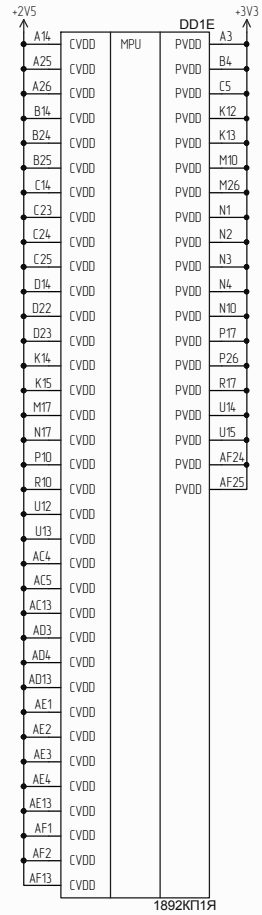 +2V5 +3V3
DD1E
A14 CVDD MPU PVDD A3
A25 CVDD PVDD B4
A26 CVDD PVDD C5
B14 CVDD PVDD K12
B24 CVDD PVDD K13
B25 CVDD PVDD M10
C14 CVDD PVDD M26
C23 CVDD PVDD N1
C24 CVDD PVDD N2
C25 CVDD PVDD N3
D14 CVDD PVDD N4
D22 CVDD PVDD N10
D23 CVDD PVDD P17
K14 CVDD PVDD P26
K15 CVDD PVDD R17
M17 CVDD PVDD U14
N17 CVDD PVDD U15
P10 CVDD PVDD AF24
R10 CVDD PVDD AF25
U12 CVDD
U13 CVDD
AC4 CVDD
AC5 CVDD
AC13 CVDD
AD3 CVDD
AD4 CVDD
AD13 CVDD
AE1 CVDD
AE2 CVDD
AE3 CVDD
AE4 CVDD
AE13 CVDD
AF1 CVDD
AF2 CVDD
AF13 CVDD
1892КП1Я